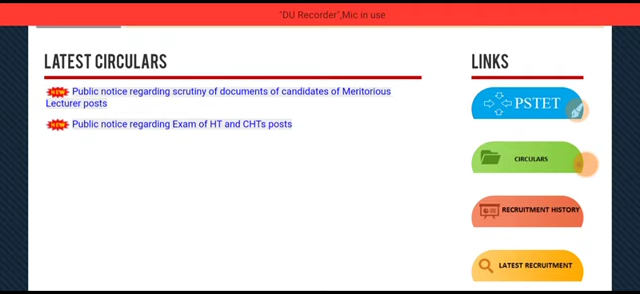 "DU Recorder",Mic in use
LATEST CIRCULARS
NEW Public notice regarding scrutiny of documents of candidates of Meritorious
Lecturer posts
NEW Public notice regarding Exam of HT and CHTs posts
LINKS
PSTET
CIRCULARS
RECRUITMENT HISTORY
LATEST RECRUITMENT